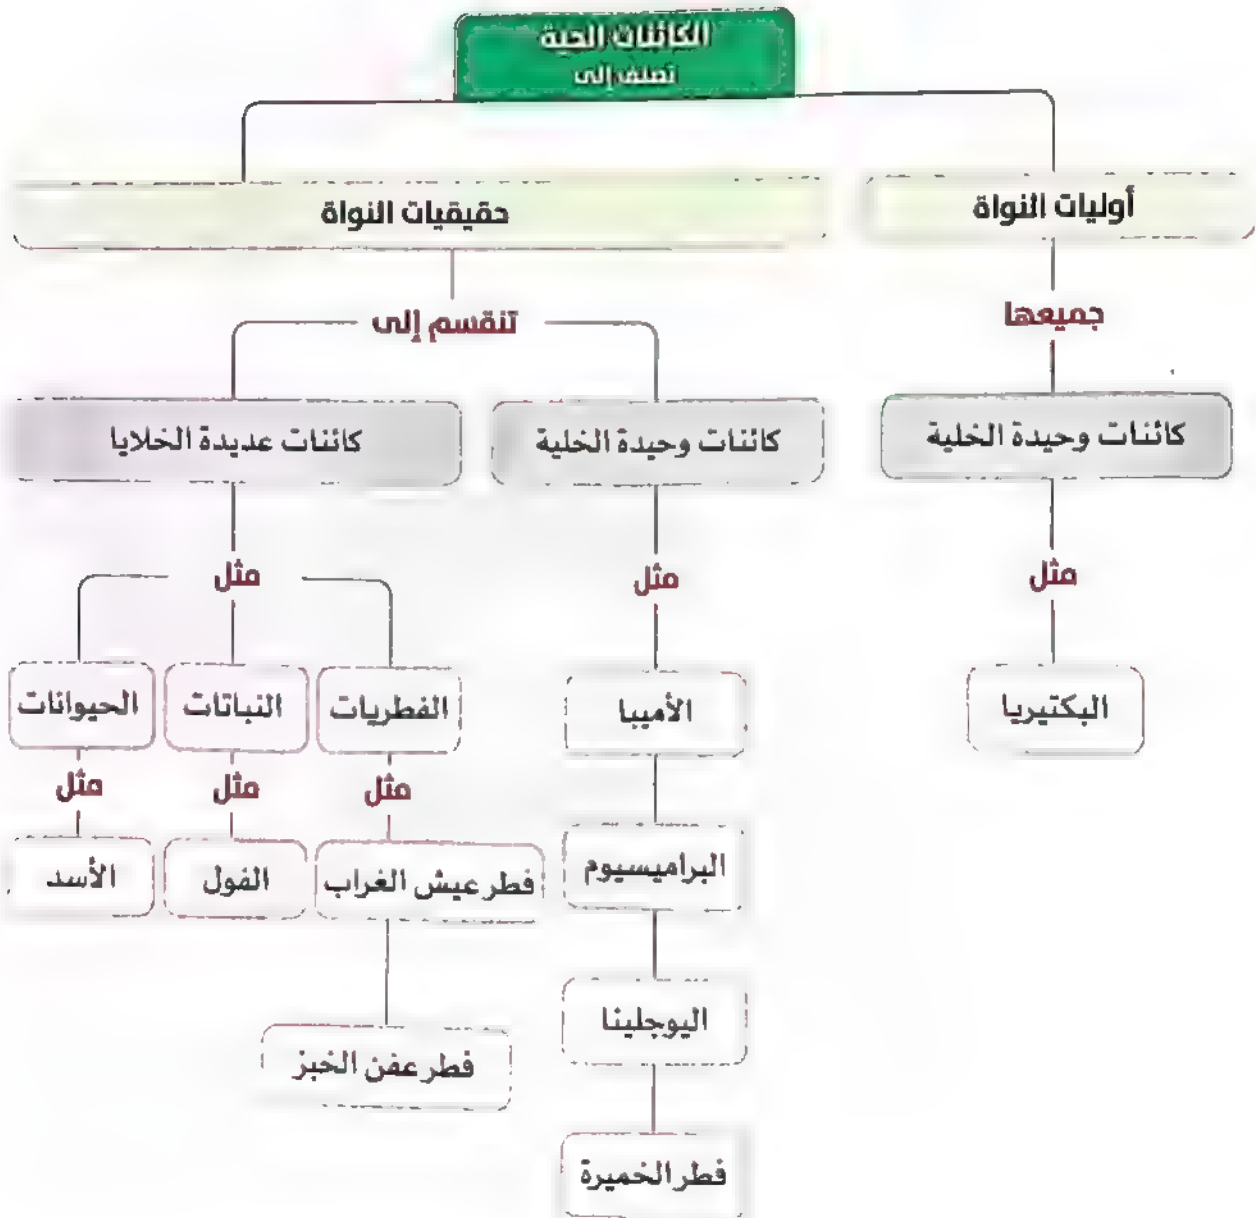 الكائنات الحية
تصنف إلى
أوليات النواة
حقيقيات النواة
جميعها
تنقسم إلى
كائنات وحيدة الخلية
كائنات وحيدة الخلية
كائنات عديدة الخلايا
مثل
مثل
مثل
البكتيريا
الأميبا
الفطريات
النباتات
الحيوانات
مثل
مثل
مثل
البراميسيوم
فطر عيش الغراب
الفول
الأسد
اليوجلينا
فطر عفن الخبز
فطر الخميرة